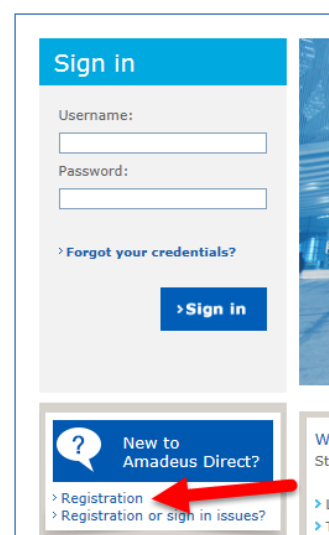 Sign in
Username:
Password:
› Forgot your credentials?
›Sign in
?
New to
Amadeus Direct?
› Registration
› Registration or sign in issues?